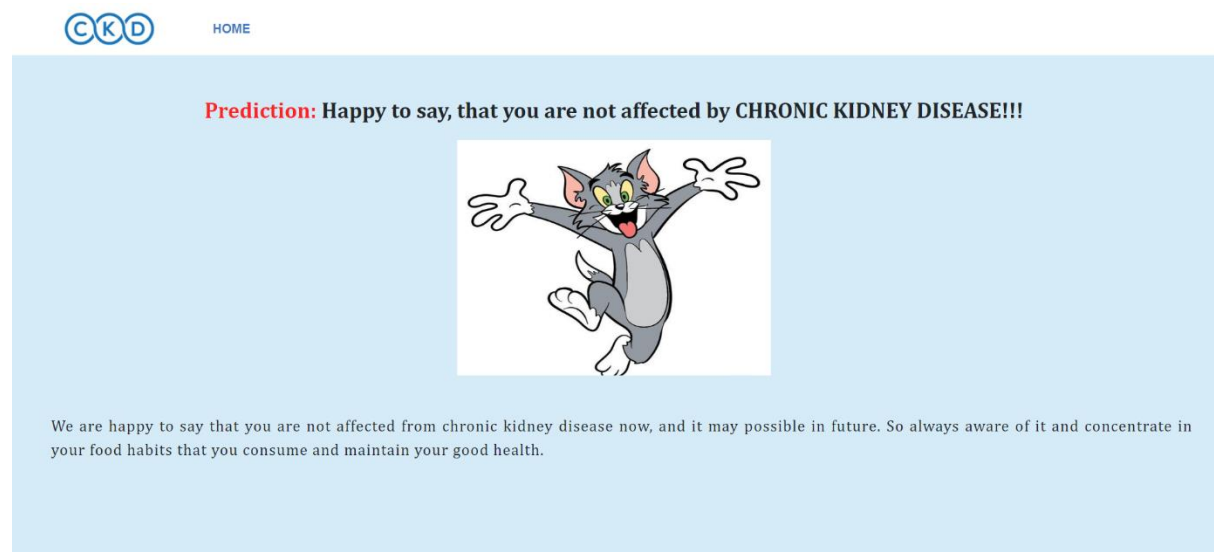 CKD HOME
Prediction: Happy to say, that you are not affected by CHRONIC KIDNEY DISEASE!!!
We are happy to say that you are not affected from chronic kidney disease now, and it may possible in future. So always aware of it and concentrate in
your food habits that you consume and maintain your good health.